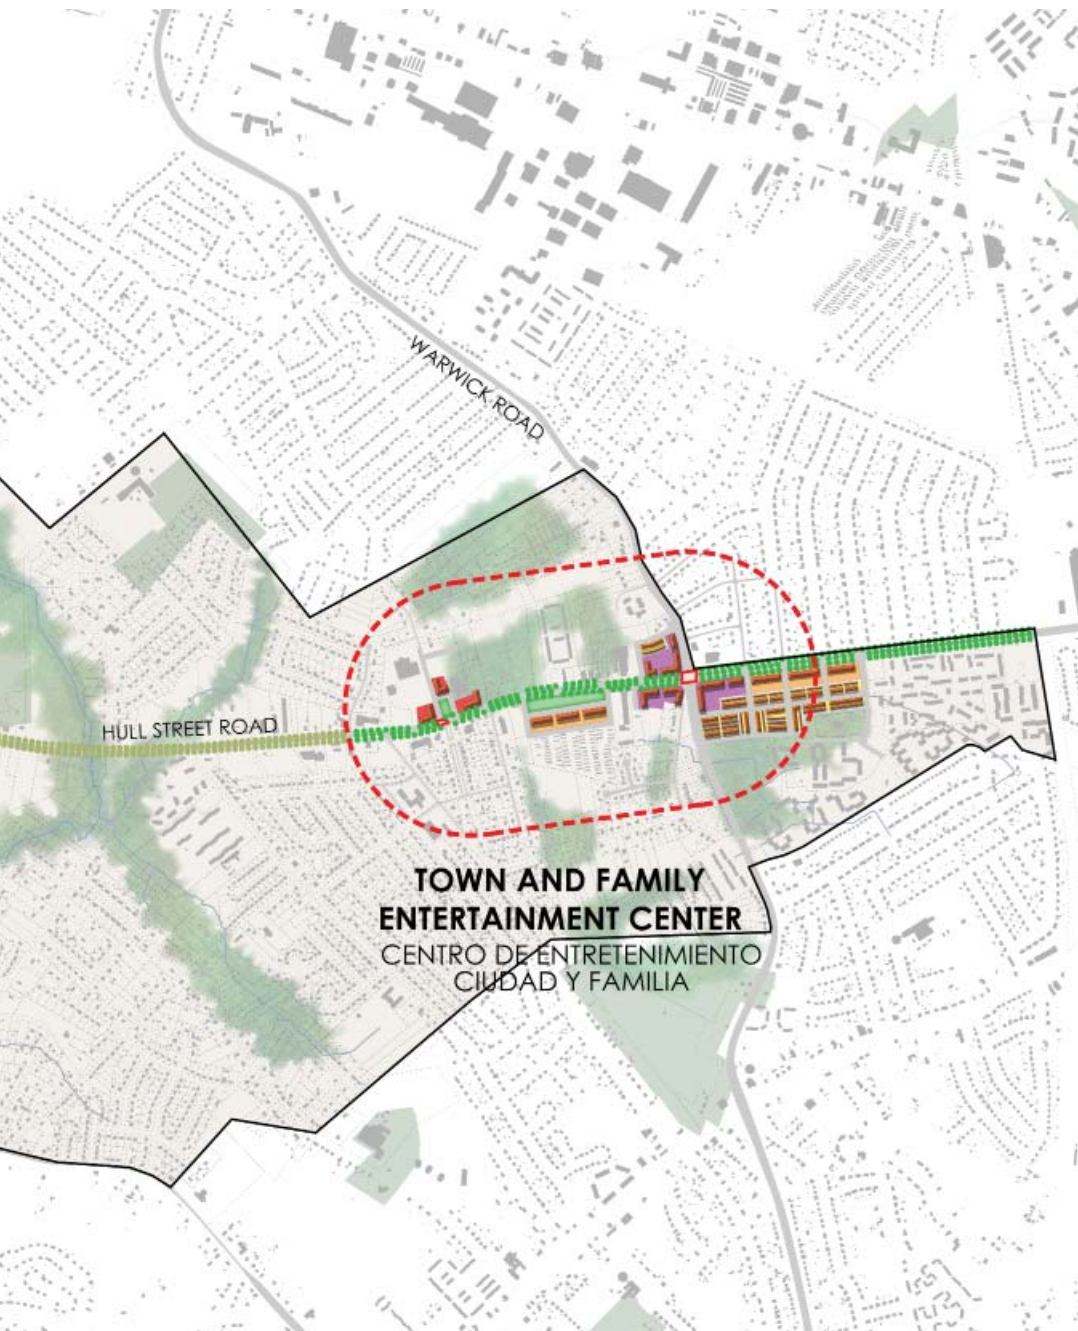 WARWICK ROAD
HULL STREET ROAD
TOWN AND FAMILY
ENTERTAINMENT CENTER
CENTRO DE ENTRETENIMIENTO
CIUDAD Y FAMILIA